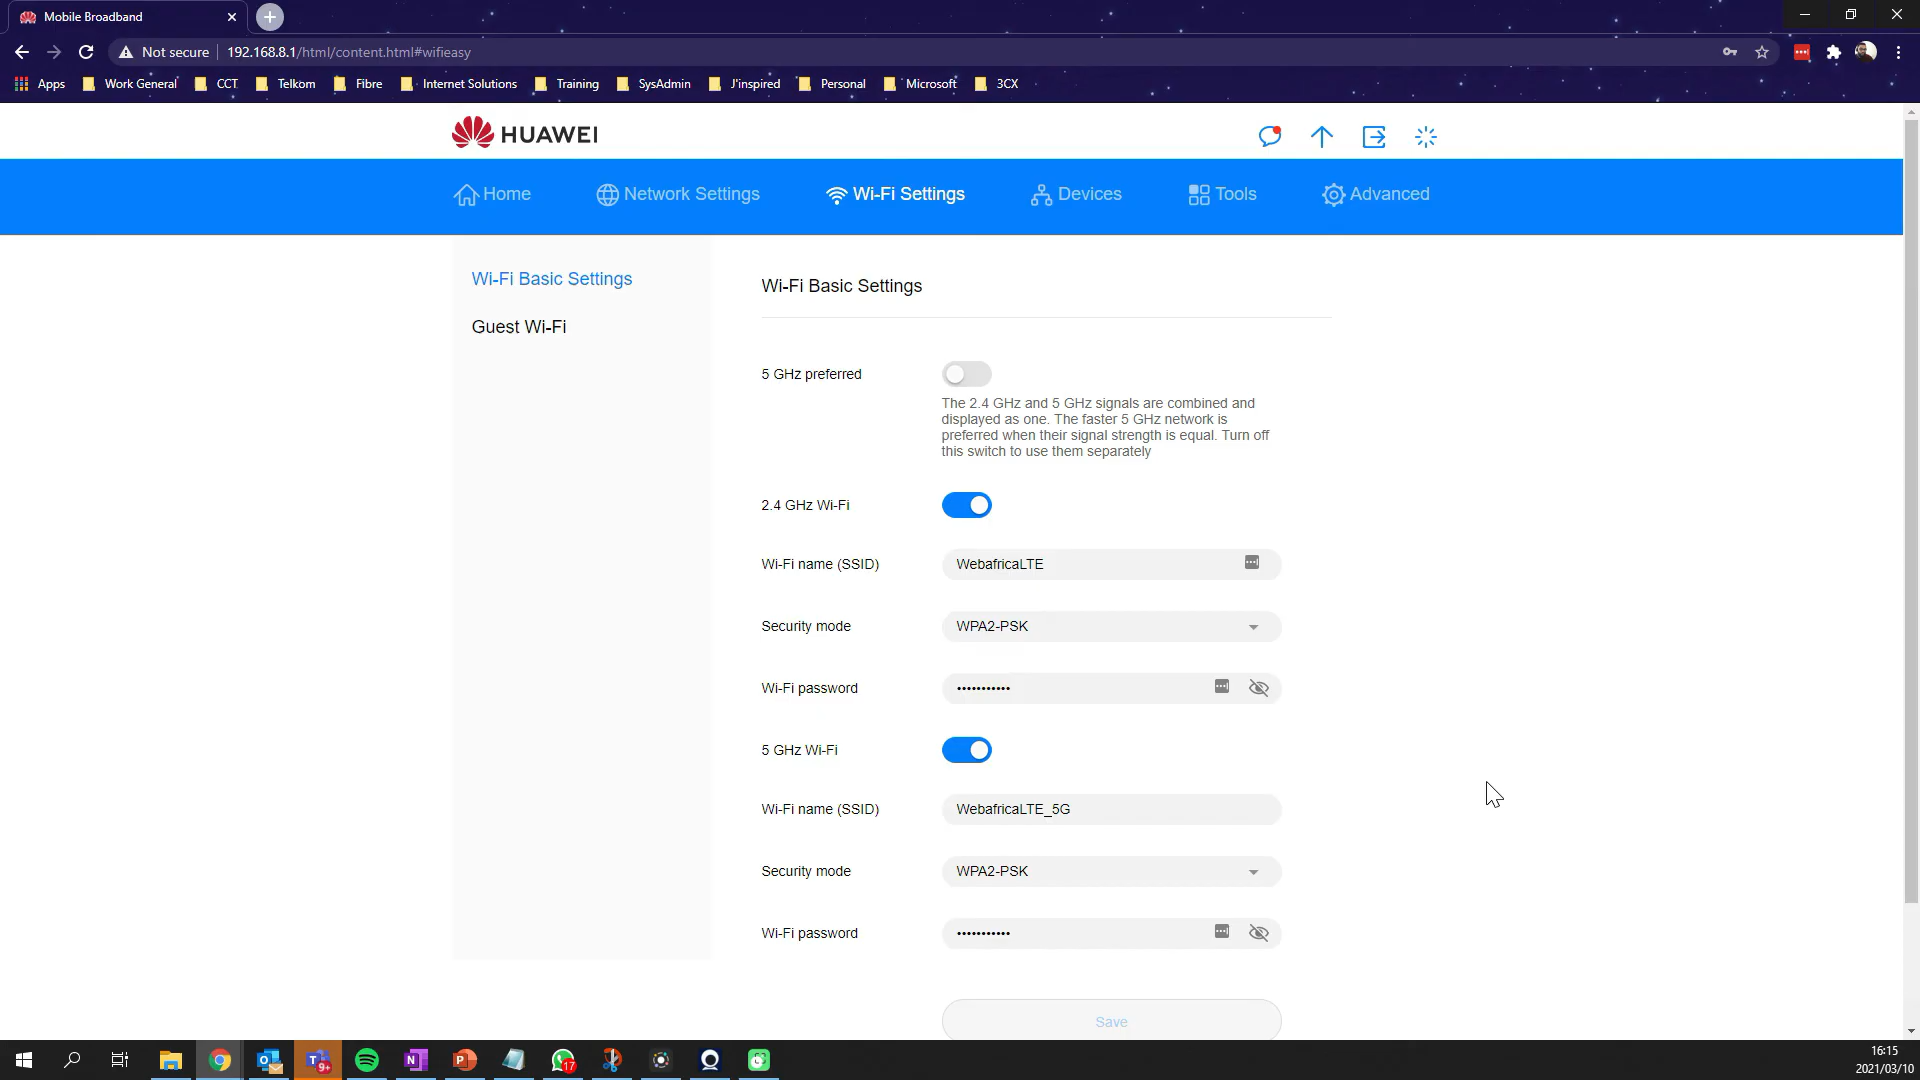 Mobile Broadband
Not secure
192.168.8.1/html/content.html#wifieasy
Apps
Work General
CCT
Telkom
Fibre
Internet Solutions
Training
SysAdmin
J'inspired
Personal
Microsoft
3CX
HUAWEI
Home
Network Settings
Wi-Fi Settings
Devices
Tools
Advanced
Wi-Fi Basic Settings
Guest Wi-Fi
Wi-Fi Basic Settings
5 GHz preferred
The 2.4 GHz and 5 GHz signals are combined and
displayed as one. The faster 5 GHz network is
preferred when their signal strength is equal. Turn off
this switch to use them separately
2.4 GHz Wi-Fi
Wi-Fi name (SSID)
WebafricaLTE
Security mode
WPA2-PSK
Wi-Fi password
•••••••••••
5 GHz Wi-Fi
Wi-Fi name (SSID)
WebafricaLTE_5G
Security mode
WPA2-PSK
Wi-Fi password
•••••••••••
Save
9+
17
16:15
2021/03/10